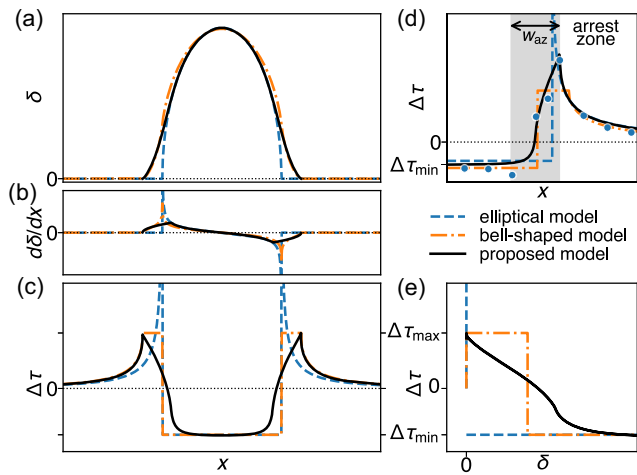 (a)
δ
0
(b)
dδ/dx
0
(c)
Δτ
0
x
(d)
w_az
arrest
zone
Δτ
0
Δτ_min
x
elliptical model
bell-shaped model
proposed model
(e)
Δτ_max
Δτ
0
Δτ_min
0
δ